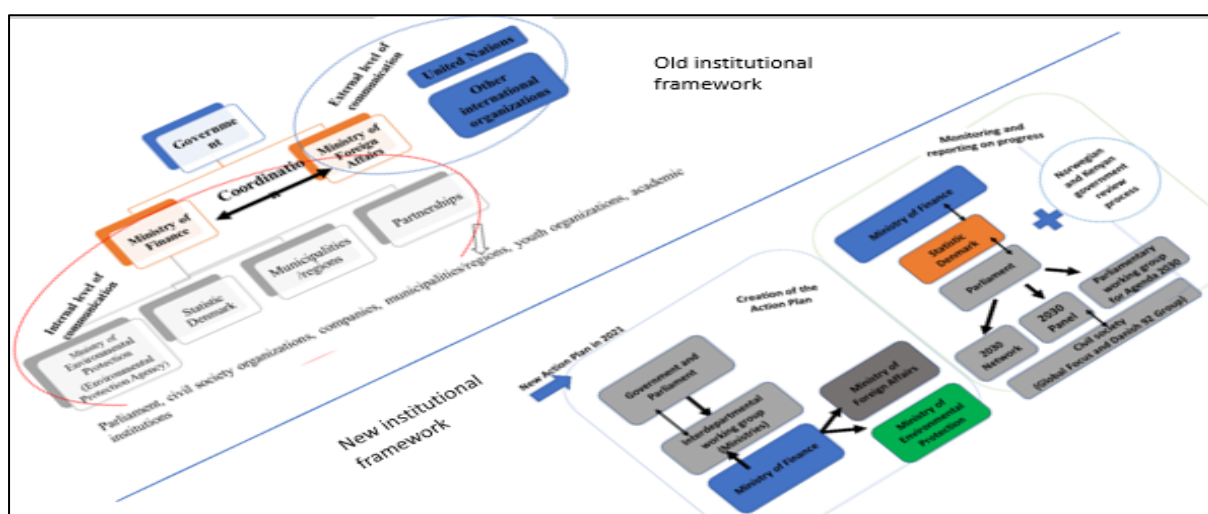 Old institutional
framework
External level of
communication
United Nations
Other
international
organizations
Governme
nt
Ministry of
Foreign
Affairs
Coordinatio
n
Ministry of
Finance
Partnerships
Municipalities
/regions
Statistic
Denmark
Internal level of
communication
Ministry of
Environmental
Protection
(Environmental
Protection Agency)
Parliament, civil society organizations, companies, municipalities/regions, youth organizations, academic
institutions
New institutional
framework
New Action Plan in 2021
Creation of the
Action Plan
Government and
Parliament
Interdepartmental
working group
(Ministries)
Ministry of Finance
Ministry of
Foreign Affairs
Ministry of
Environmental
Protection
Monitoring and
reporting on progress
Ministry of Finance
Statistic
Denmark
Parliament
Norwegian
and Kenyan
government
review
process
Parliamentary
working group
for Agenda 2030
2030
Panel
2030
Network
Civil society
(Global Focus and Danish 92 Group)